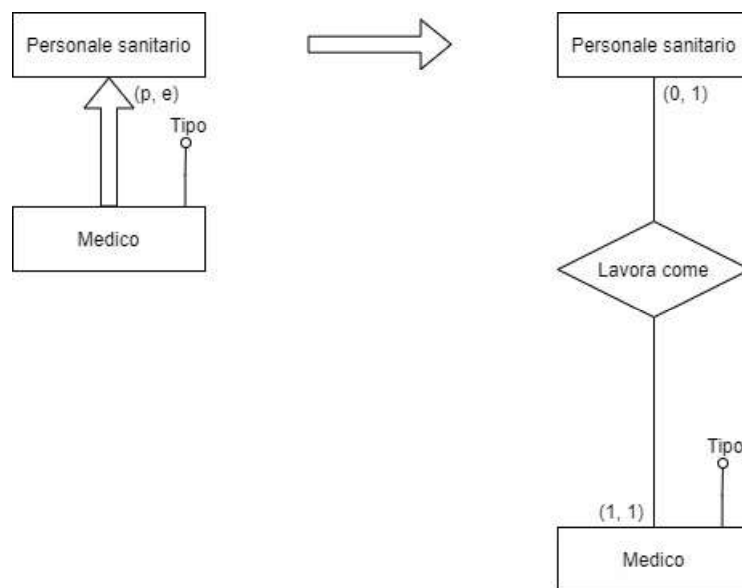 Personale sanitario
(p, e)
Tipo
Medico
Personale sanitario
(0, 1)
Lavora come
Tipo
(1, 1)
Medico